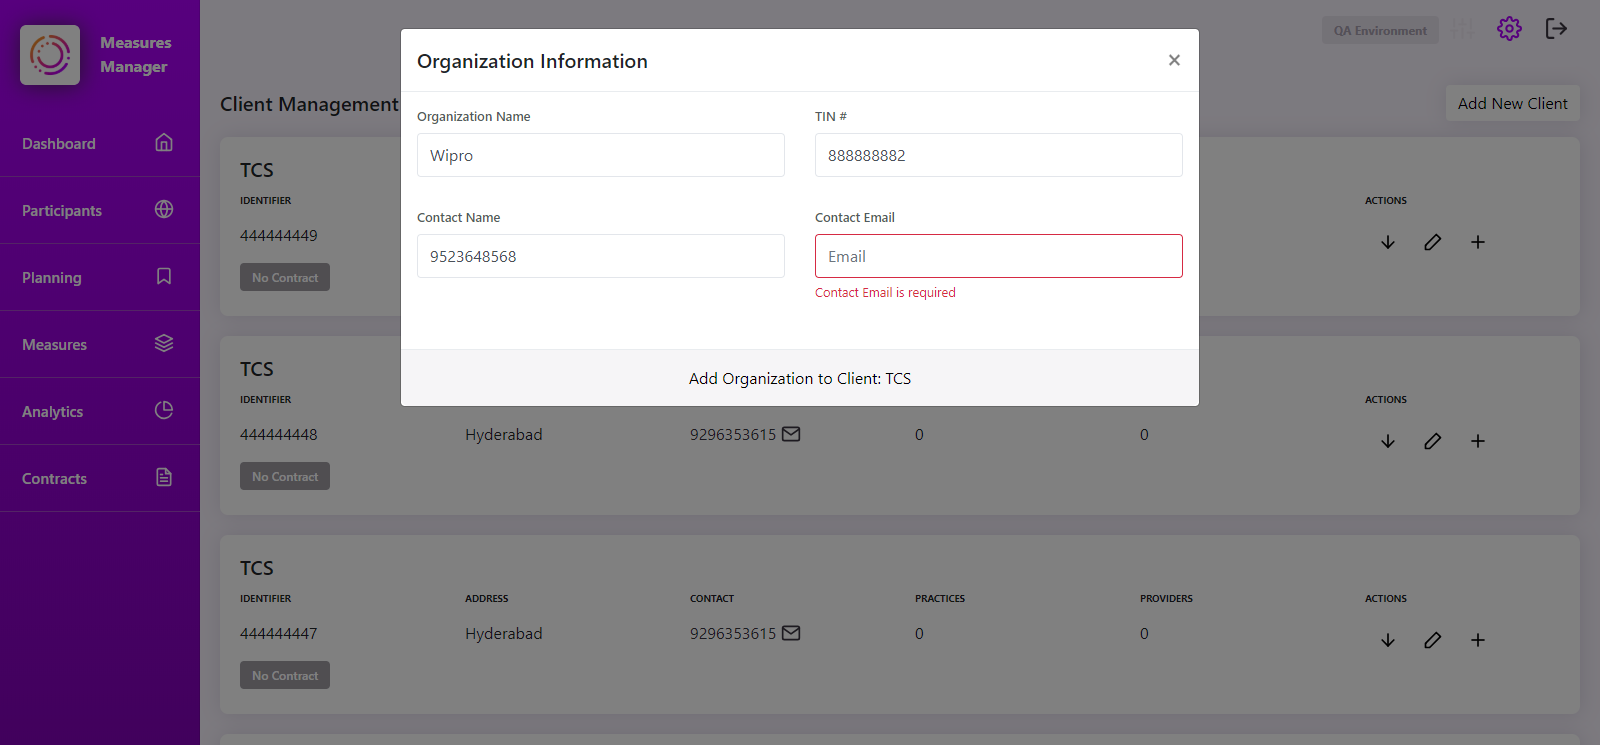 Measures
Manager
QA Environment
Dashboard
Participants
Planning
Measures
Analytics
Contracts
Client Management
Add New Client
Organization Information
×
Organization Name
TIN #
Wipro
888888882
Contact Name
Contact Email
9523648568
Email
Contact Email is required
Add Organization to Client: TCS
TCS
IDENTIFIER
ACTIONS
444444449
No Contract
TCS
IDENTIFIER
ACTIONS
444444448
Hyderabad
9296353615
0
0
No Contract
TCS
IDENTIFIER
ADDRESS
CONTACT
PRACTICES
PROVIDERS
ACTIONS
444444447
Hyderabad
9296353615
0
0
No Contract